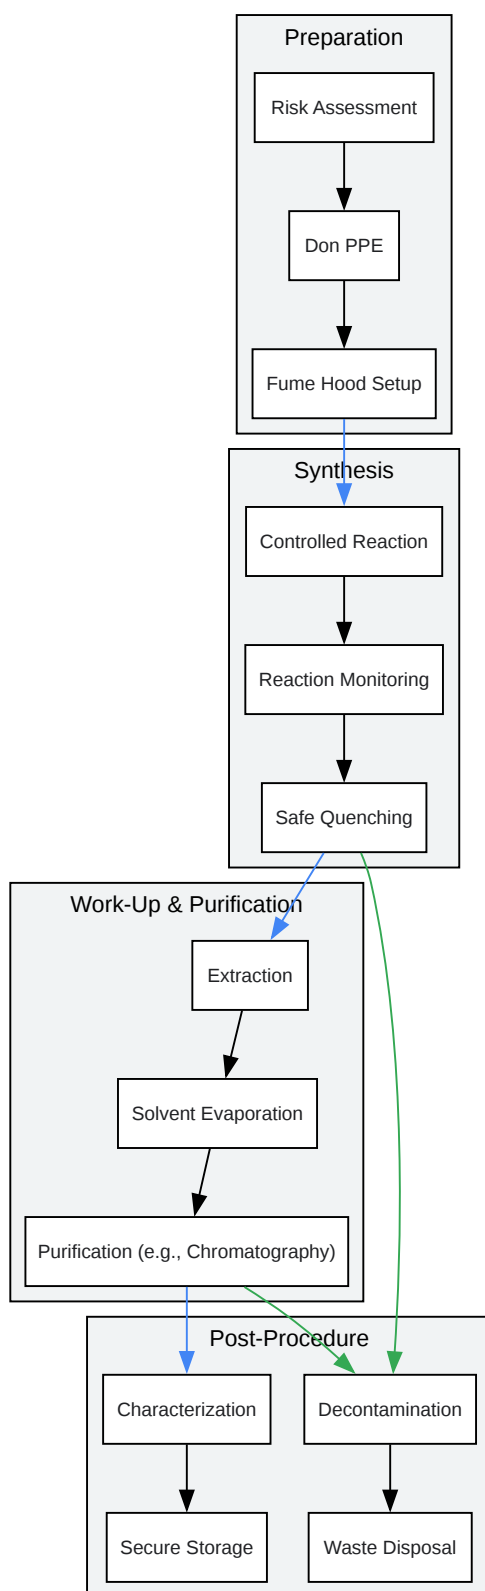 Preparation
Risk Assessment
Don PPE
Fume Hood Setup
Synthesis
Controlled Reaction
Reaction Monitoring
Safe Quenching
Work-Up & Purification
Extraction
Solvent Evaporation
Purification (e.g., Chromatography)
Post-Procedure
Characterization
Decontamination
Secure Storage
Waste Disposal